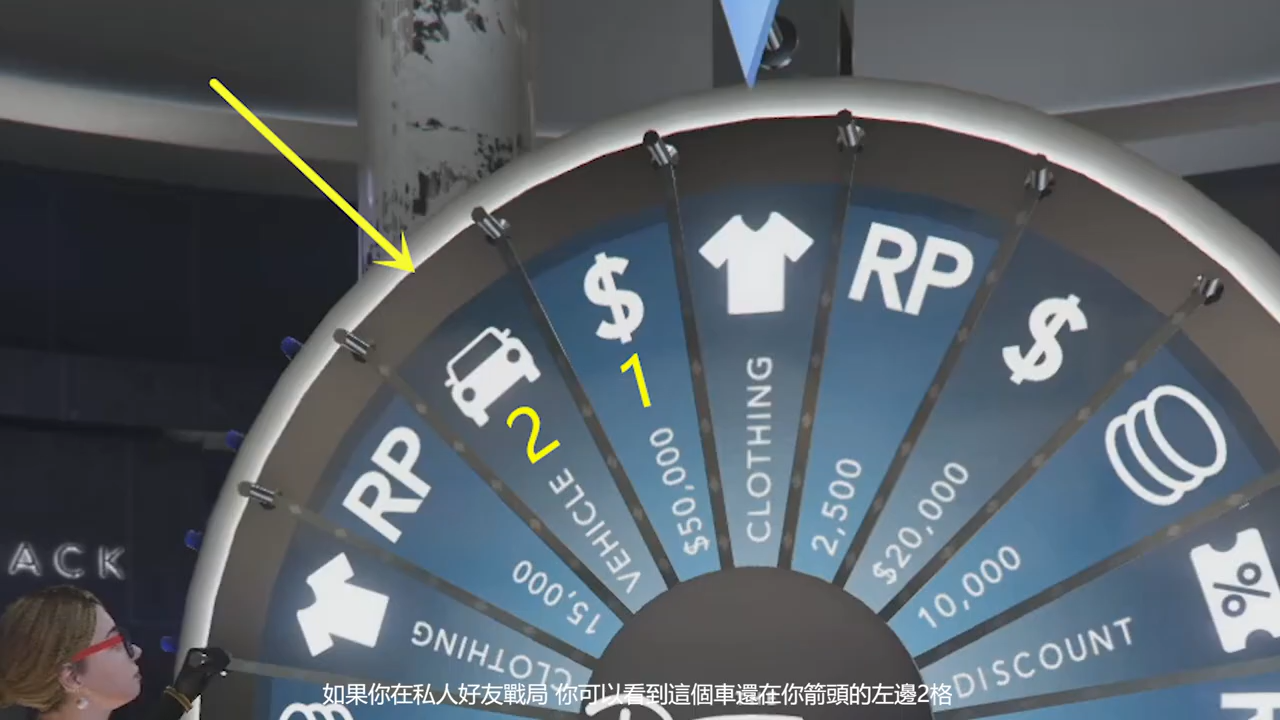 RP
$
$
1
2
RP
CLOTHING
$50,000
VEHICLE
2,500
$20,000
10,000
15,000
CLOTHING
DISCOUNT
%
ACK
如果你在私人好友戰局 你可以看到這個車還在你箭頭的左邊2格